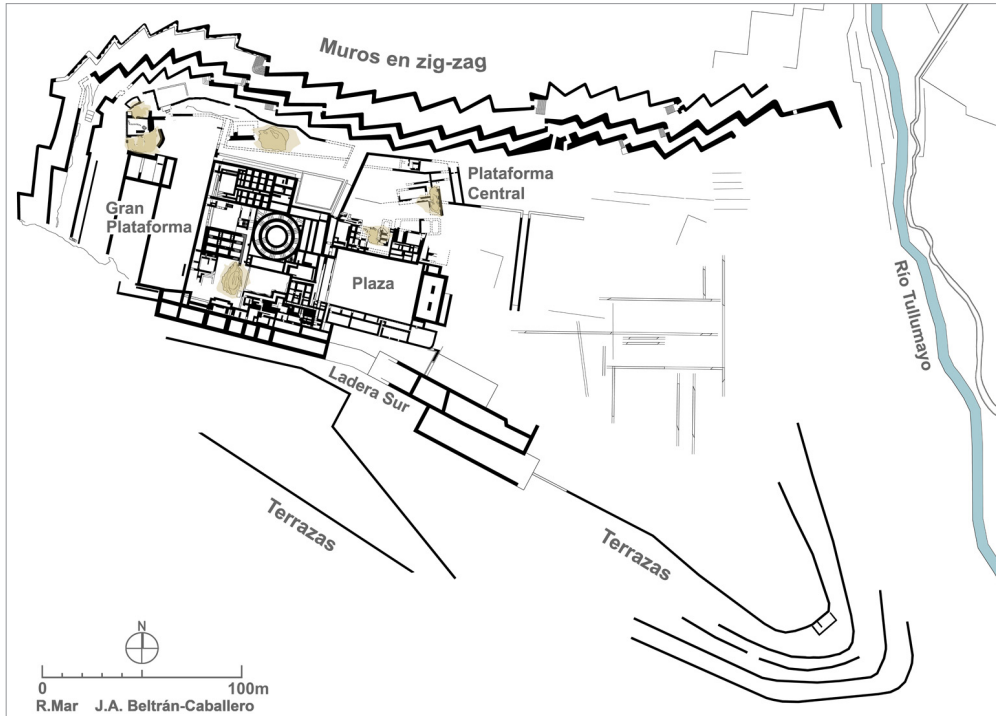 Muros en zig-zag
Plataforma
Central
Gran
Plataforma
Plaza
Río Tullumayo
Ladera Sur
Terrazas
Terrazas
N
0
100m
R.Mar J.A. Beltrán-Caballero